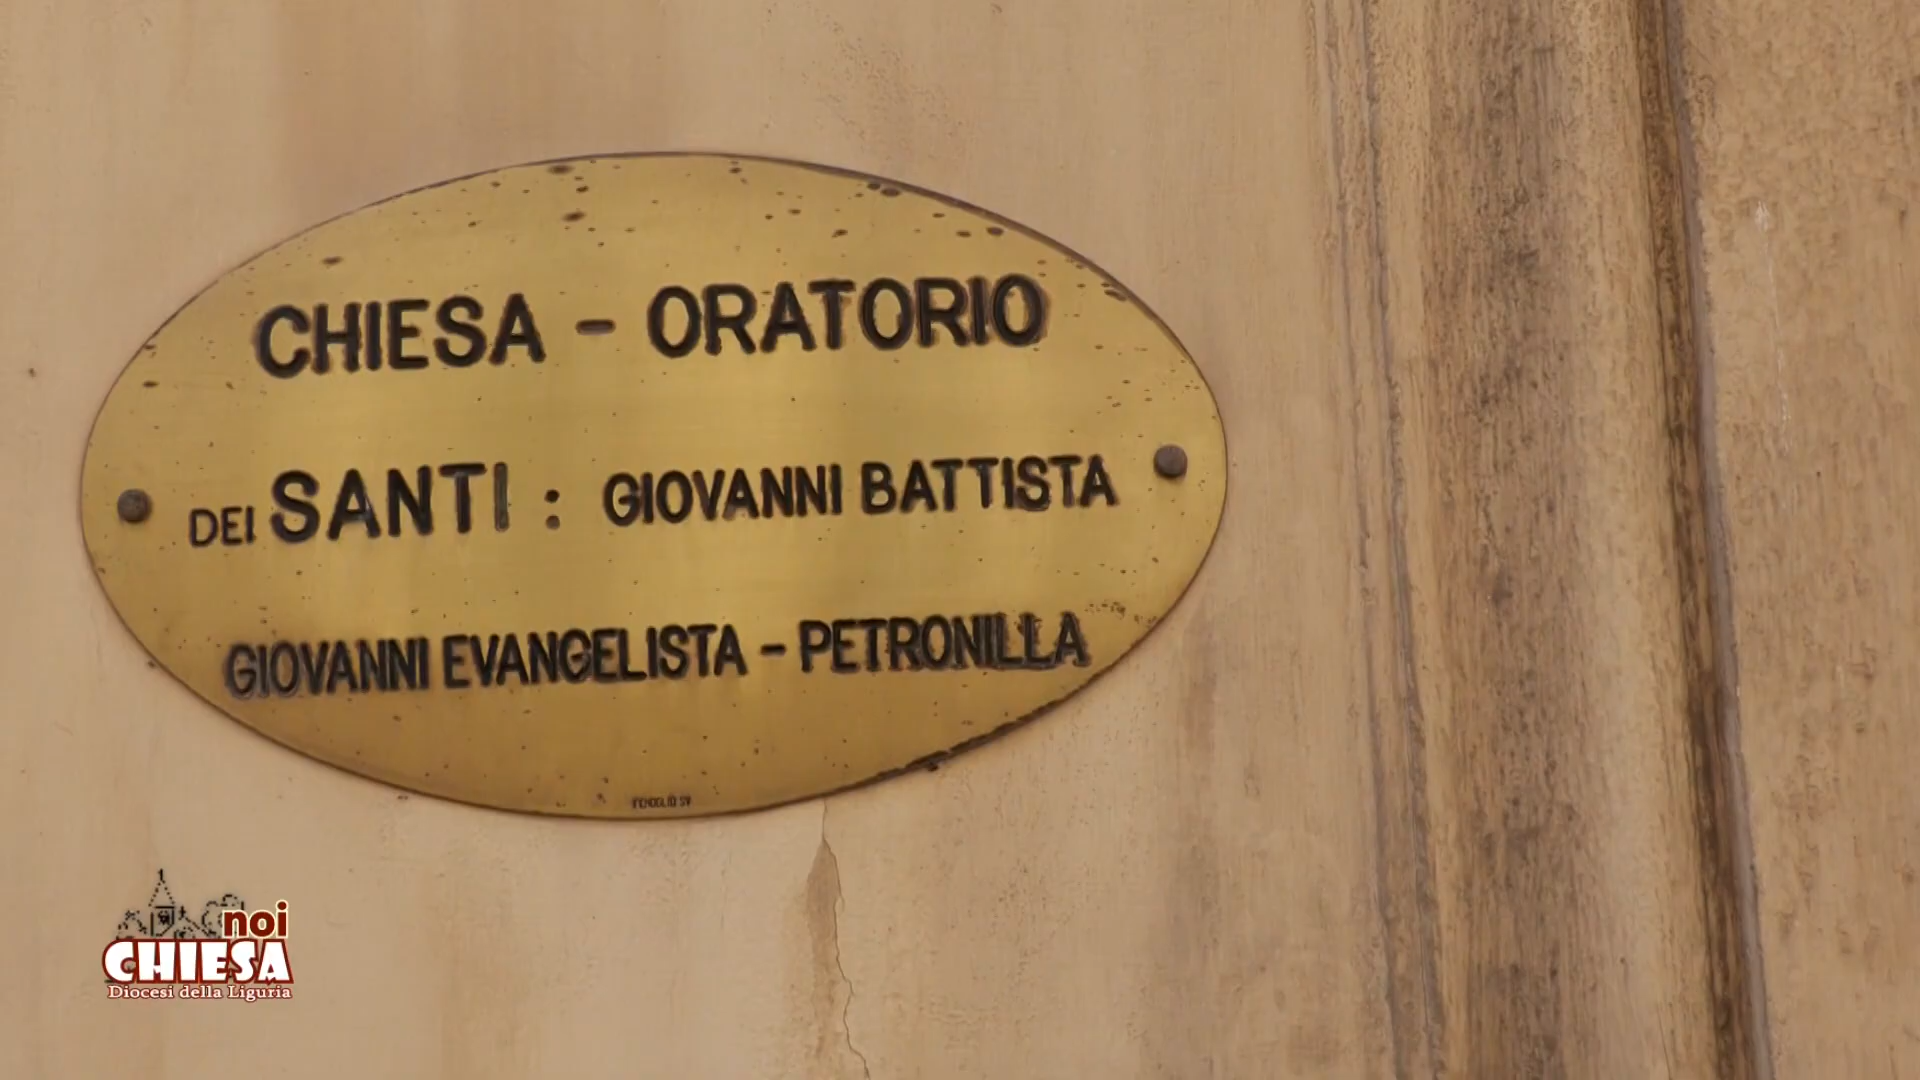 CHIESA - ORATORIO
DEI SANTI : GIOVANNI BATTISTA
GIOVANNI EVANGELISTA - PETRONILLA
noi
CHIESA
Diocesi della Liguria